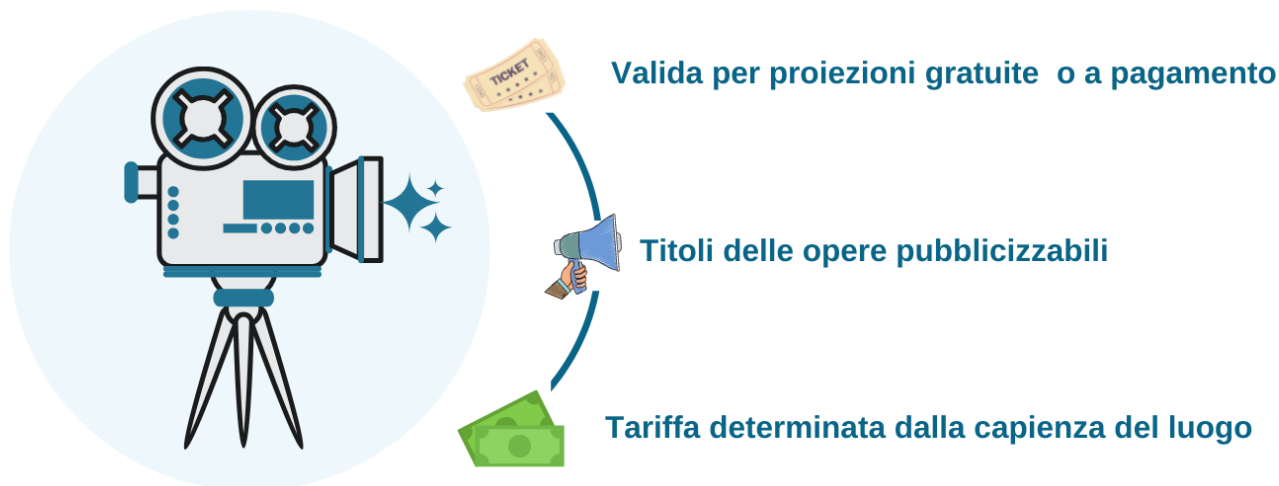 TICKET
Valida per proiezioni gratuite  o a pagamento
Titoli delle opere pubblicizzabili
Tariffa determinata dalla capienza del luogo